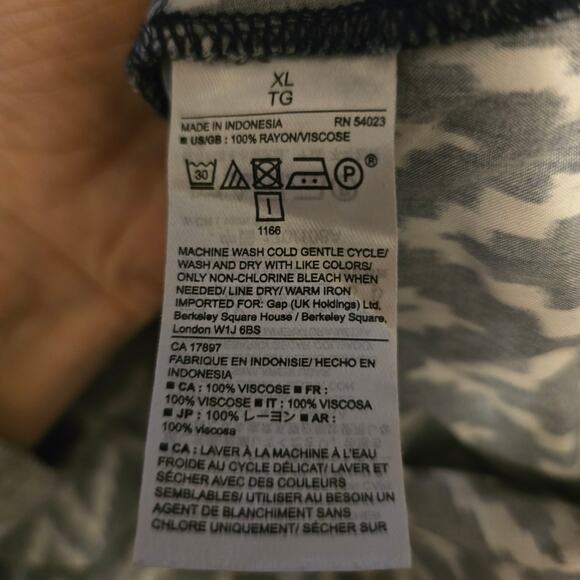 XL
TG
MADE IN INDONESIA RN 54023
■ US/GB : 100% RAYON/VISCOSE
30 P ®
1166
MACHINE WASH COLD GENTLE CYCLE/
WASH AND DRY WITH LIKE COLORS/
ONLY NON-CHLORINE BLEACH WHEN
NEEDED/ LINE DRY/ WARM IRON
IMPORTED FOR: Gap (UK Holdings) Ltd,
Berkeley Square House / Berkeley Square,
London W1J 6BS
CA 17897
FABRIQUE EN INDONISIE/ HECHO EN
INDONESIA
■ CA : 100% VISCOSE ■ FR :
100% VISCOSE ■ IT : 100% VISCOSA
■ JP : 100% レーヨン ■ AR :
100% viscosa
■ CA : LAVER À LA MACHINE À L'EAU
FROIDE AU CYCLE DÉLICAT/ LAVER ET
SÉCHER AVEC DES COULEURS
SEMBLABLES/ UTILISER AU BESOIN UN
AGENT DE BLANCHIMENT SANS
CHLORE UNIQUEMENT/ SÉCHER SUR